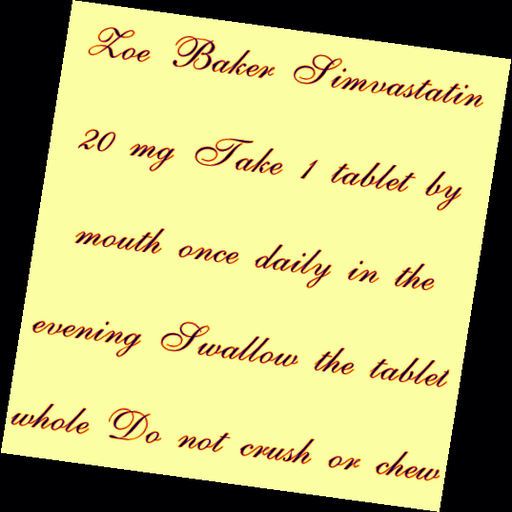 Zoe Baker Simvastatin
20 mg Take 1 tablet by
mouth once daily in the
evening Swallow the tablet
whole Do not crush or chew